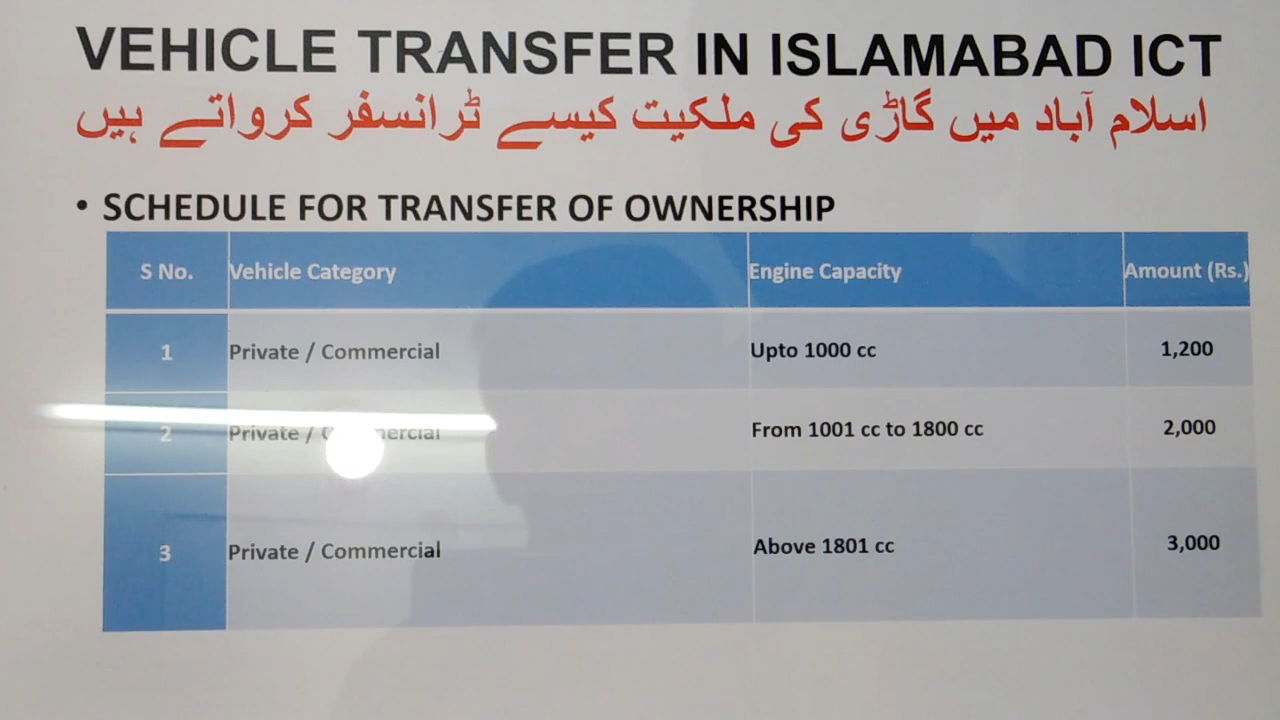 VEHICLE TRANSFER IN ISLAMABAD ICT
اسلام آباد میں گاڑی کی ملکیت کیسے ٹرانسفر کرواتے ہیں
• SCHEDULE FOR TRANSFER OF OWNERSHIP
S No. Vehicle Category Engine Capacity Amount (Rs.)
1 Private / Commercial Upto 1000 cc 1,200
2 Private / From 1001 cc to 1800 cc 2,000
3 Private / Commercial Above 1801 cc 3,000